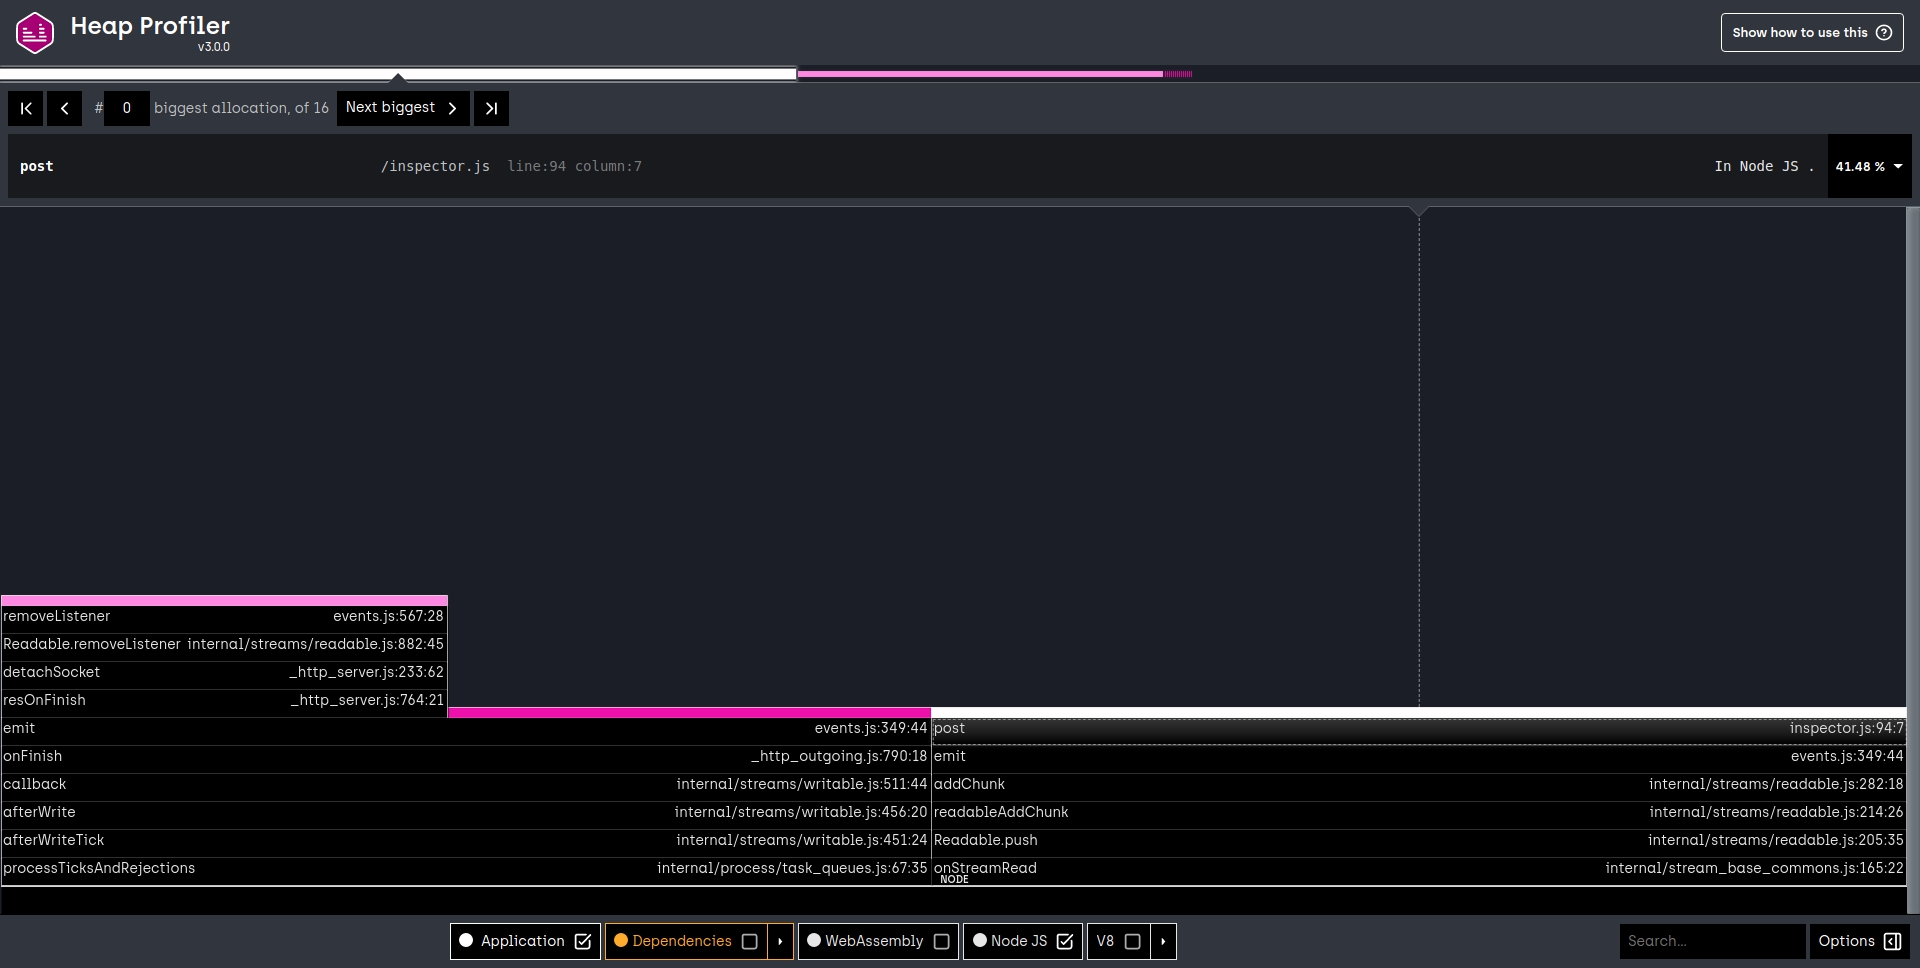 Heap Profiler
v3.0.0
Show how to use this
# 0 biggest allocation, of 16 Next biggest
post /inspector.js line:94 column:7 In Node JS . 41.48 %
removeListener events.js:567:28
Readable.removeListener internal/streams/readable.js:882:45
detachSocket _http_server.js:233:62
resOnFinish _http_server.js:764:21
emit events.js:349:44 post inspector.js:94:7
onFinish _http_outgoing.js:790:18 emit events.js:349:44
callback internal/streams/writable.js:511:44 addChunk internal/streams/readable.js:282:18
afterWrite internal/streams/writable.js:456:20 readableAddChunk internal/streams/readable.js:214:26
afterWriteTick internal/streams/writable.js:451:24 Readable.push internal/streams/readable.js:205:35
processTicksAndRejections internal/process/task_queues.js:67:35 onStreamRead internal/stream_base_commons.js:165:22
NODE
Application Dependencies WebAssembly Node JS V8 Search... Options